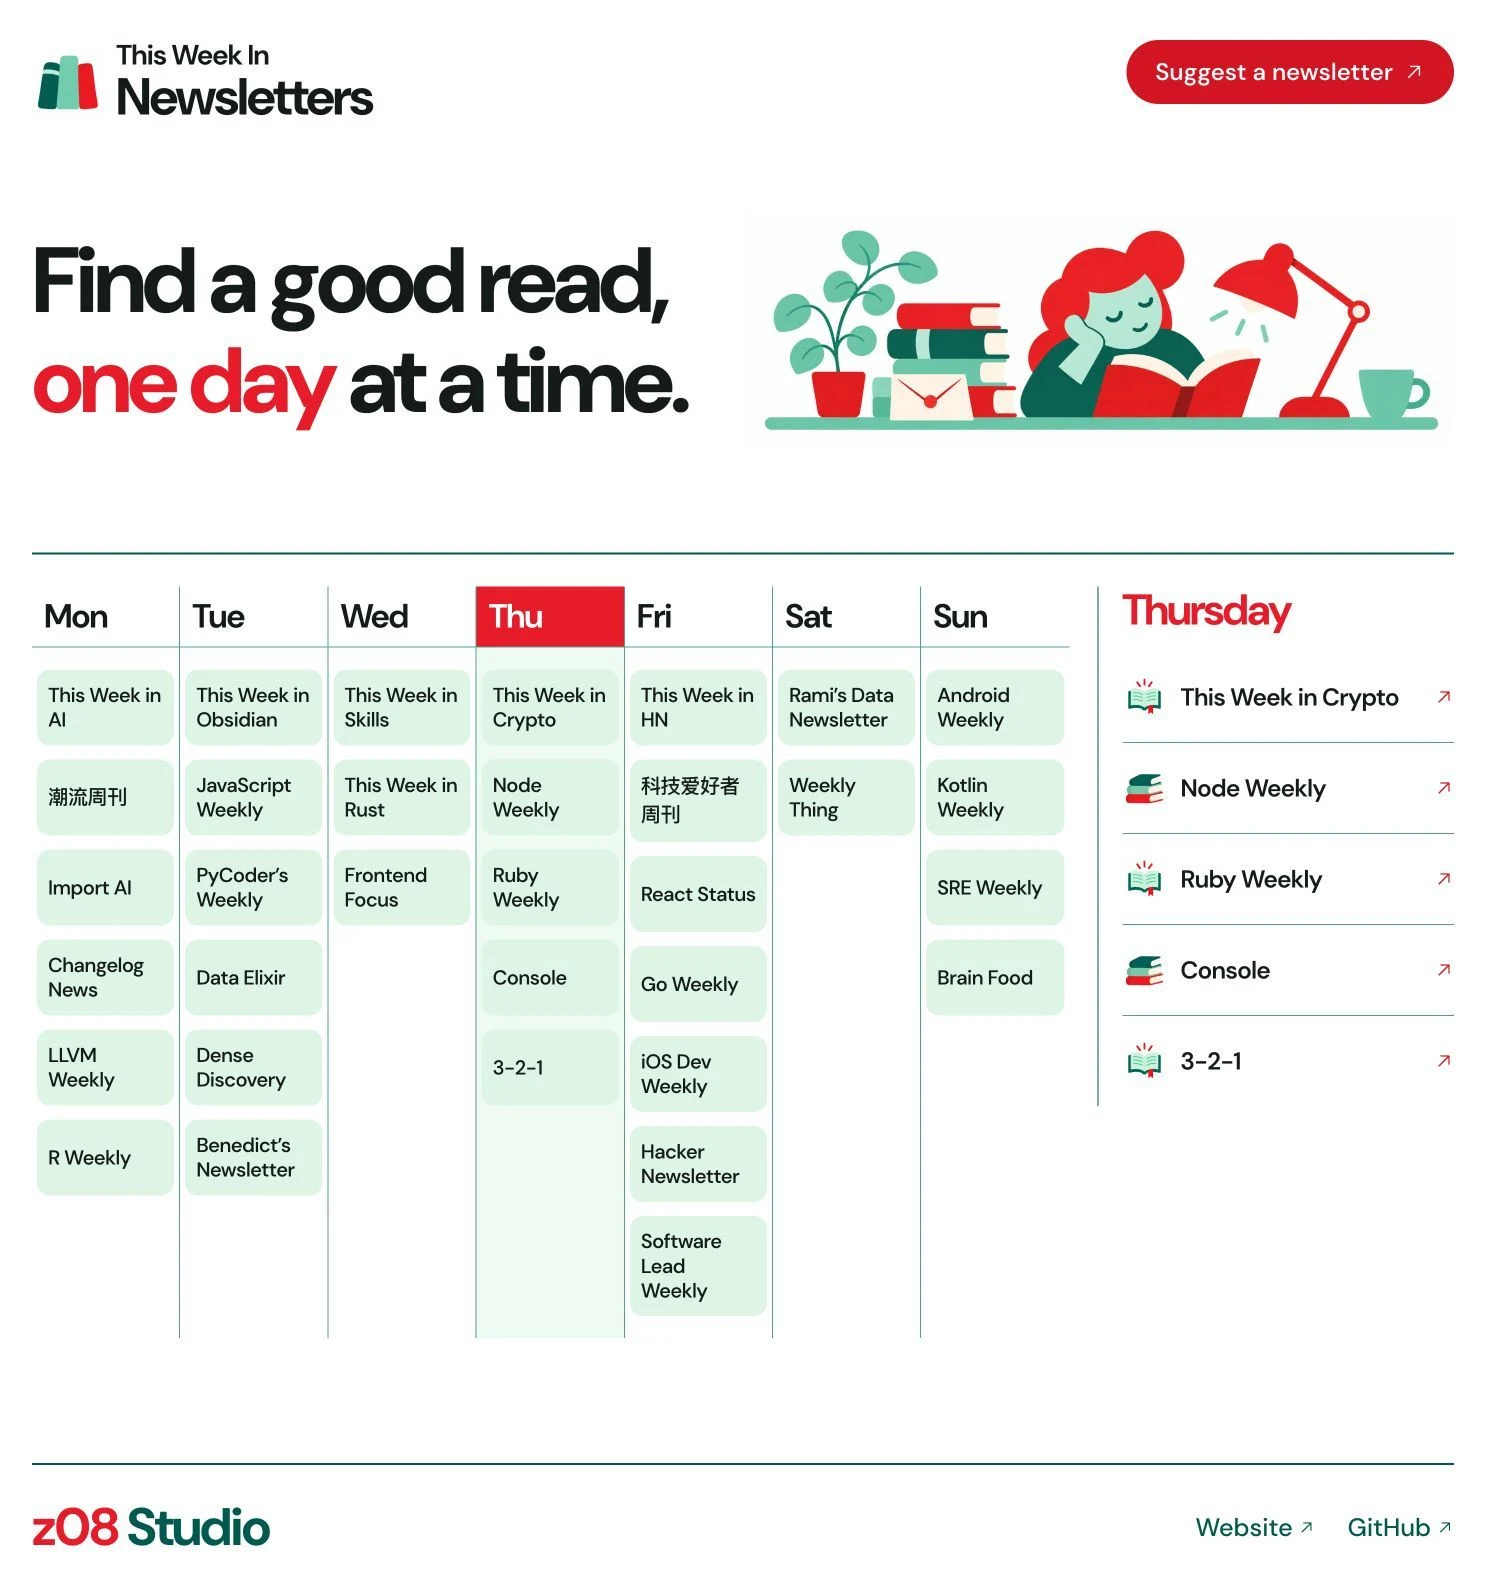 This Week In
Newsletters
Suggest a newsletter ↗
Find a good read,
one day at a time.
Mon
Tue
Wed
Thu
Fri
Sat
Sun
This Week in
AI
潮流周刊
Import AI
Changelog
News
LLVM
Weekly
R Weekly
This Week in
Obsidian
JavaScript
Weekly
PyCoder’s
Weekly
Data Elixir
Dense
Discovery
Benedict’s
Newsletter
This Week in
Skills
This Week in
Rust
Frontend
Focus
This Week in
Crypto
Node
Weekly
Ruby
Weekly
Console
3-2-1
This Week in
HN
科技爱好者
周刊
React Status
Go Weekly
iOS Dev
Weekly
Hacker
Newsletter
Software
Lead
Weekly
Rami’s Data
Newsletter
Weekly
Thing
Android
Weekly
Kotlin
Weekly
SRE Weekly
Brain Food
Thursday
This Week in Crypto ↗
Node Weekly ↗
Ruby Weekly ↗
Console ↗
3-2-1 ↗
z08 Studio
Website ↗
GitHub ↗